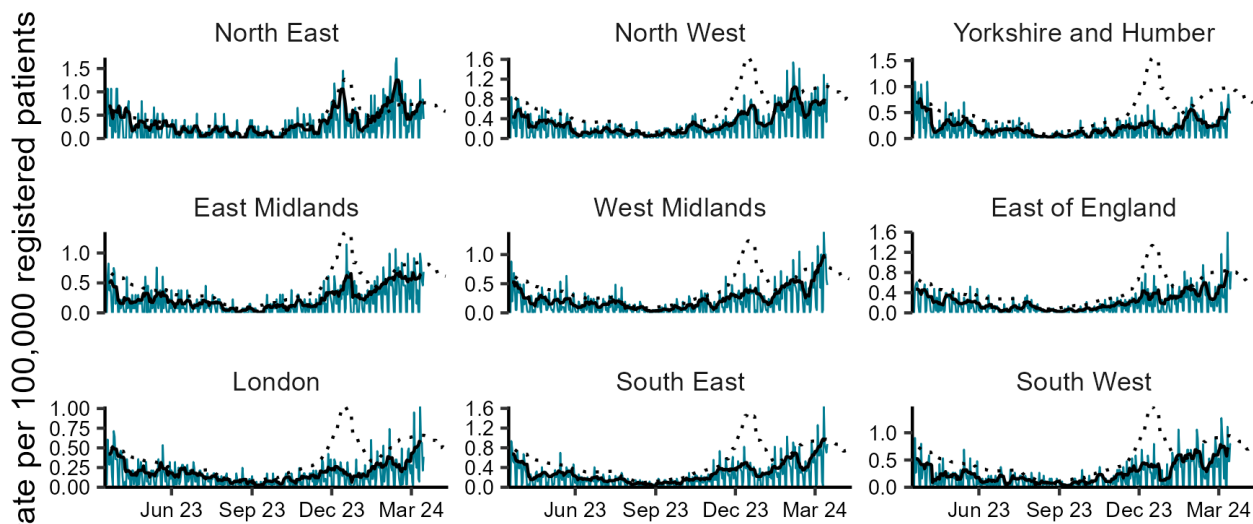 ate per 100,000 registered patients
North East
North West
Yorkshire and Humber
1.5
1.0
0.5
0.0
1.6
1.2
0.8
0.4
0.0
1.5
1.0
0.5
0.0
East Midlands
West Midlands
East of England
1.0
0.5
0.0
1.0
0.5
0.0
1.6
1.2
0.8
0.4
0.0
London
South East
South West
1.00
0.75
0.50
0.25
0.00
1.6
1.2
0.8
0.4
0.0
1.0
0.5
0.0
Jun 23 Sep 23 Dec 23 Mar 24
Jun 23 Sep 23 Dec 23 Mar 24
Jun 23 Sep 23 Dec 23 Mar 24